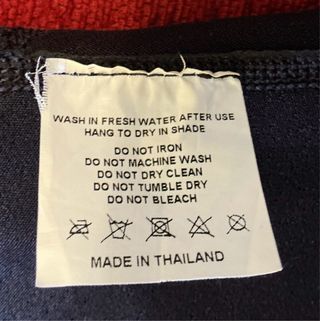 WASH IN FRESH WATER AFTER USE
HANG TO DRY IN SHADE
DO NOT IRON
DO NOT MACHINE WASH
DO NOT DRY CLEAN
DO NOT TUMBLE DRY
DO NOT BLEACH
MADE IN THAILAND